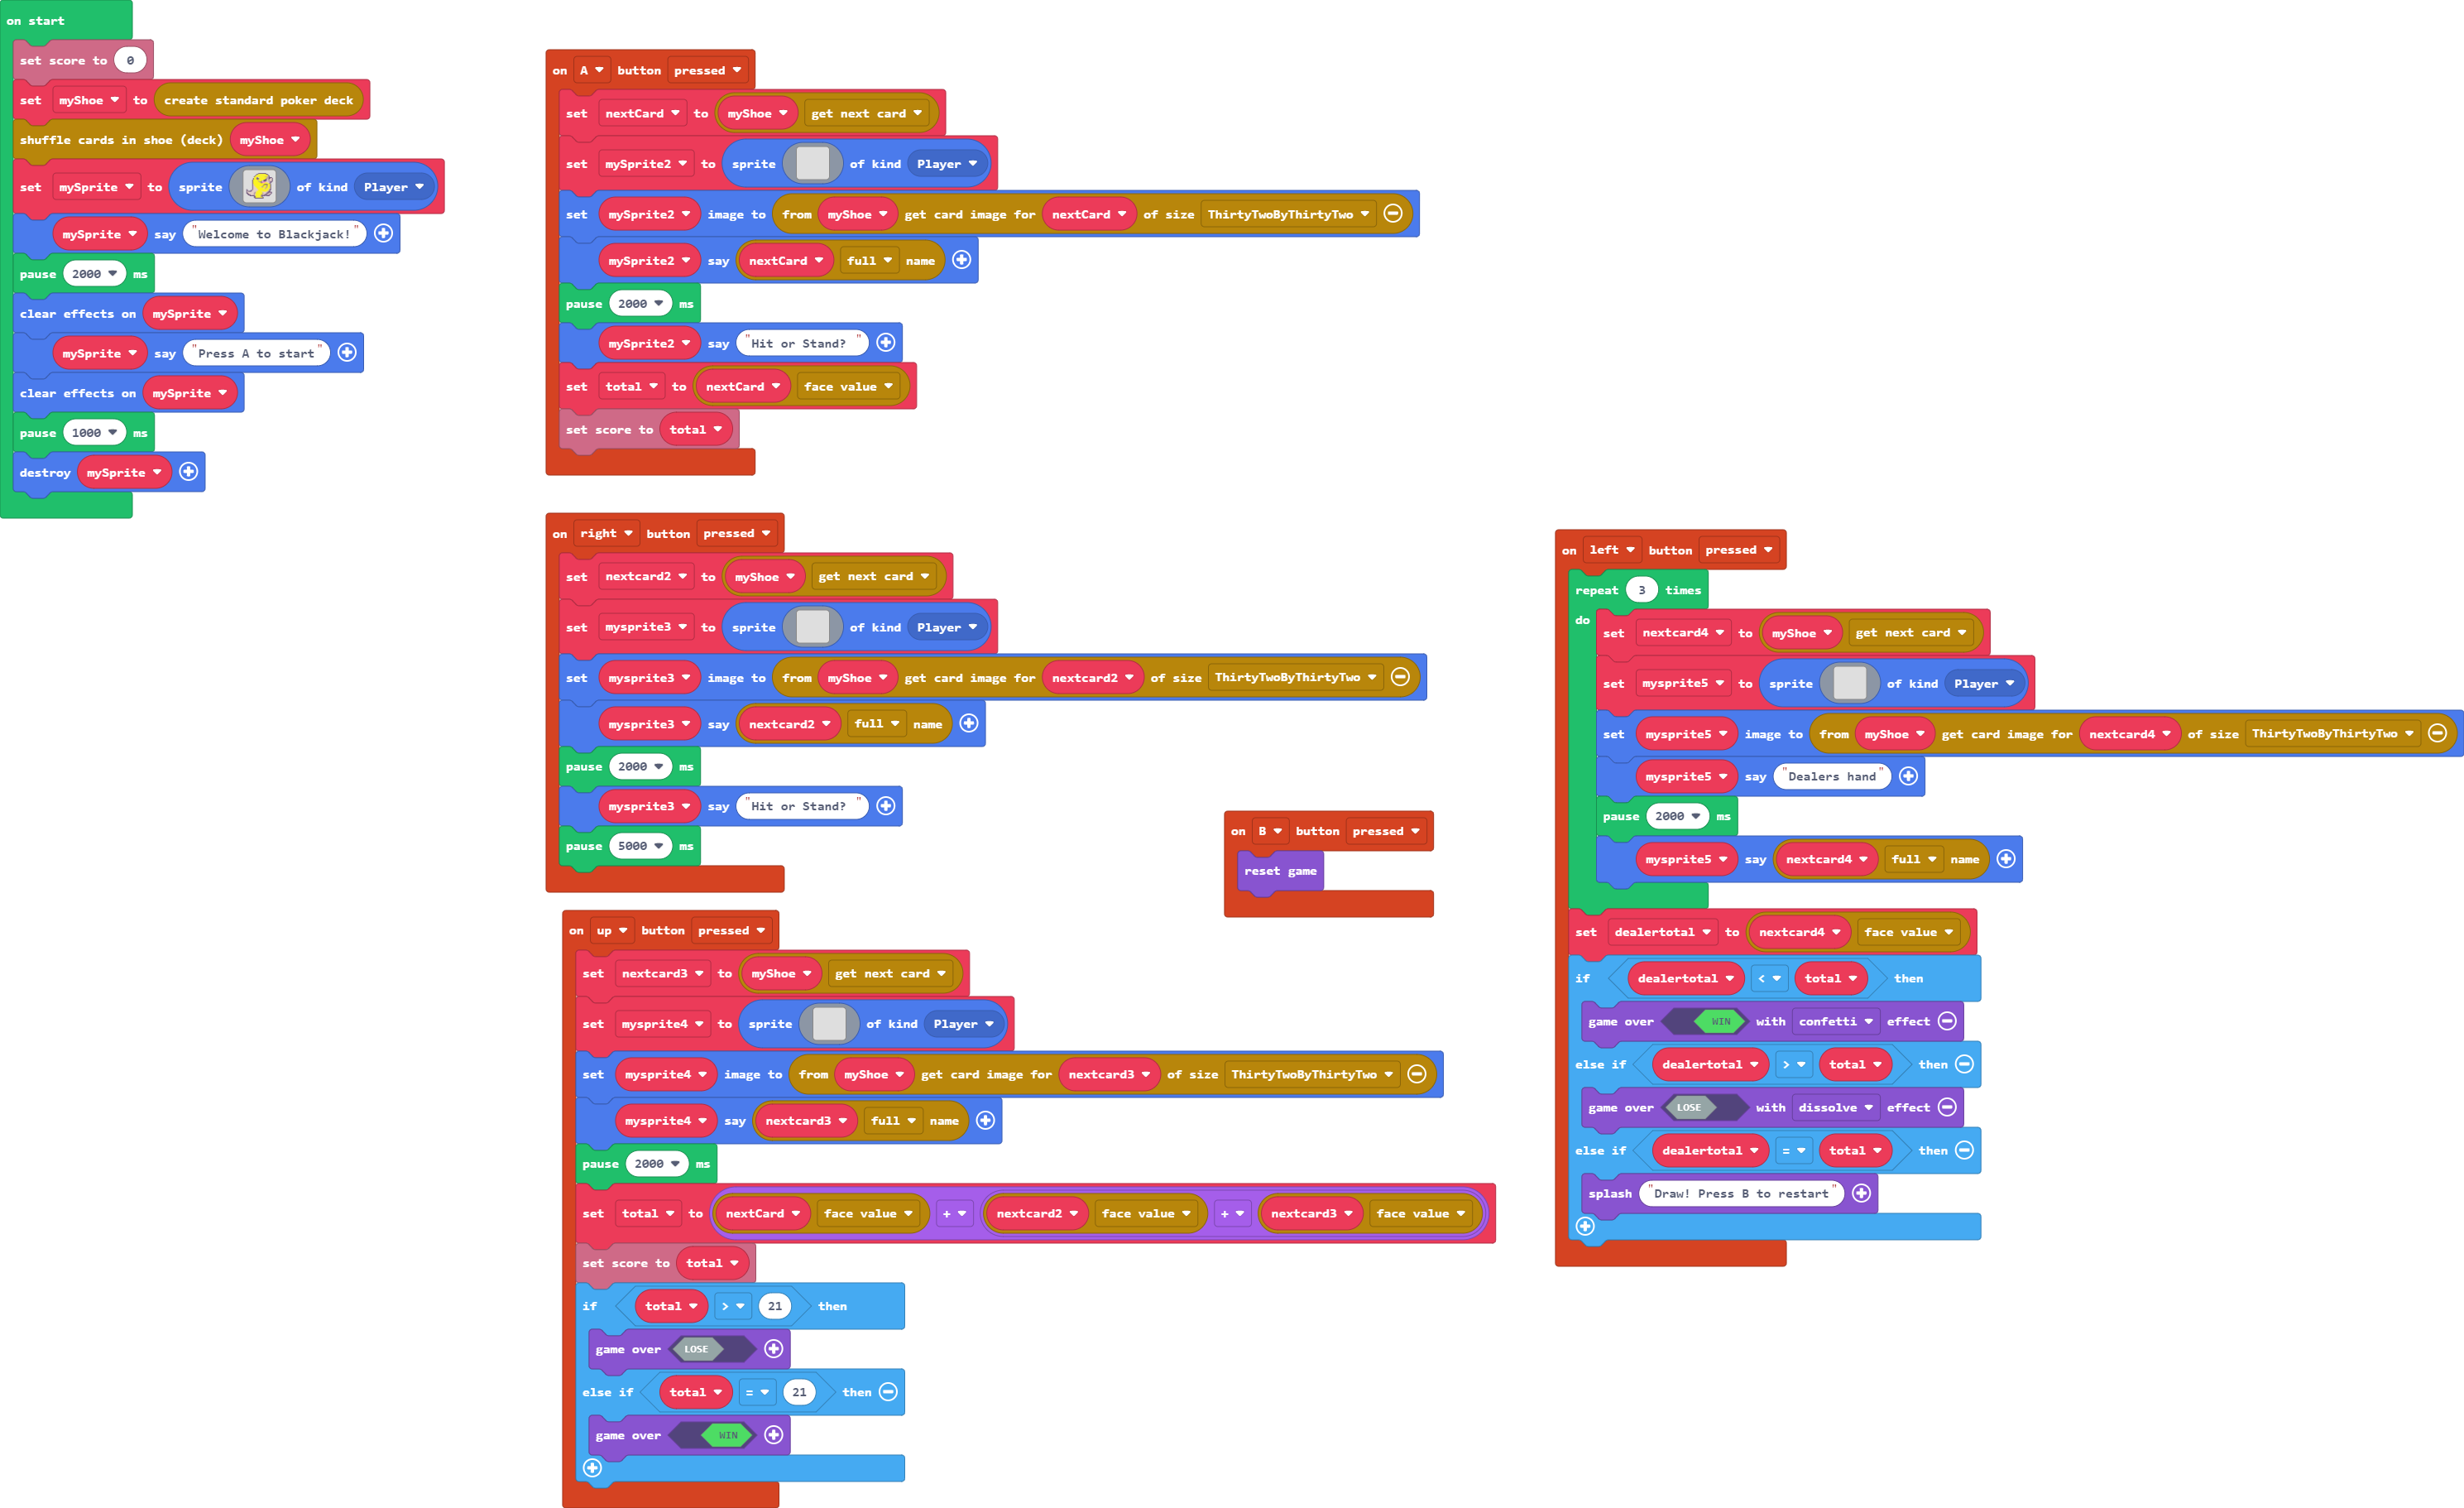 on start
set score to 0
set myShoe to create standard poker deck
shuffle cards in shoe (deck) myShoe
set mySprite to sprite of kind Player
mySprite say "Welcome to Blackjack!"
pause 2000 ms
clear effects on mySprite
mySprite say "Press A to start"
clear effects on mySprite
pause 1000 ms
destroy mySprite
on A button pressed
set nextCard to myShoe get next card
set mySprite2 to sprite of kind Player
set mySprite2 image to from myShoe get card image for nextCard of size ThirtyTwoByThirtyTwo
mySprite2 say nextCard full name
pause 2000 ms
mySprite2 say "Hit or Stand? "
set total to nextCard face value
set score to total
on right button pressed
set nextcard2 to myShoe get next card
set mysprite3 to sprite of kind Player
set mysprite3 image to from myShoe get card image for nextcard2 of size ThirtyTwoByThirtyTwo
mysprite3 say nextcard2 full name
pause 2000 ms
mysprite3 say "Hit or Stand? "
pause 5000 ms
on B button pressed
reset game
on up button pressed
set nextcard3 to myShoe get next card
set mysprite4 to sprite of kind Player
set mysprite4 image to from myShoe get card image for nextcard3 of size ThirtyTwoByThirtyTwo
mysprite4 say nextcard3 full name
pause 2000 ms
set total to nextCard face value + nextcard2 face value + nextcard3 face value
set score to total
if total > 21 then
game over LOSE
else if total = 21 then
game over WIN
on left button pressed
repeat 3 times
do
set nextcard4 to myShoe get next card
set mysprite5 to sprite of kind Player
set mysprite5 image to from myShoe get card image for nextcard4 of size ThirtyTwoByThirtyTwo
mysprite5 say "Dealers hand"
pause 2000 ms
mysprite5 say nextcard4 full name
set dealertotal to nextcard4 face value
if dealertotal < total then
game over WIN with confetti effect
else if dealertotal > total then
game over LOSE with dissolve effect
else if dealertotal = total then
splash "Draw! Press B to restart"